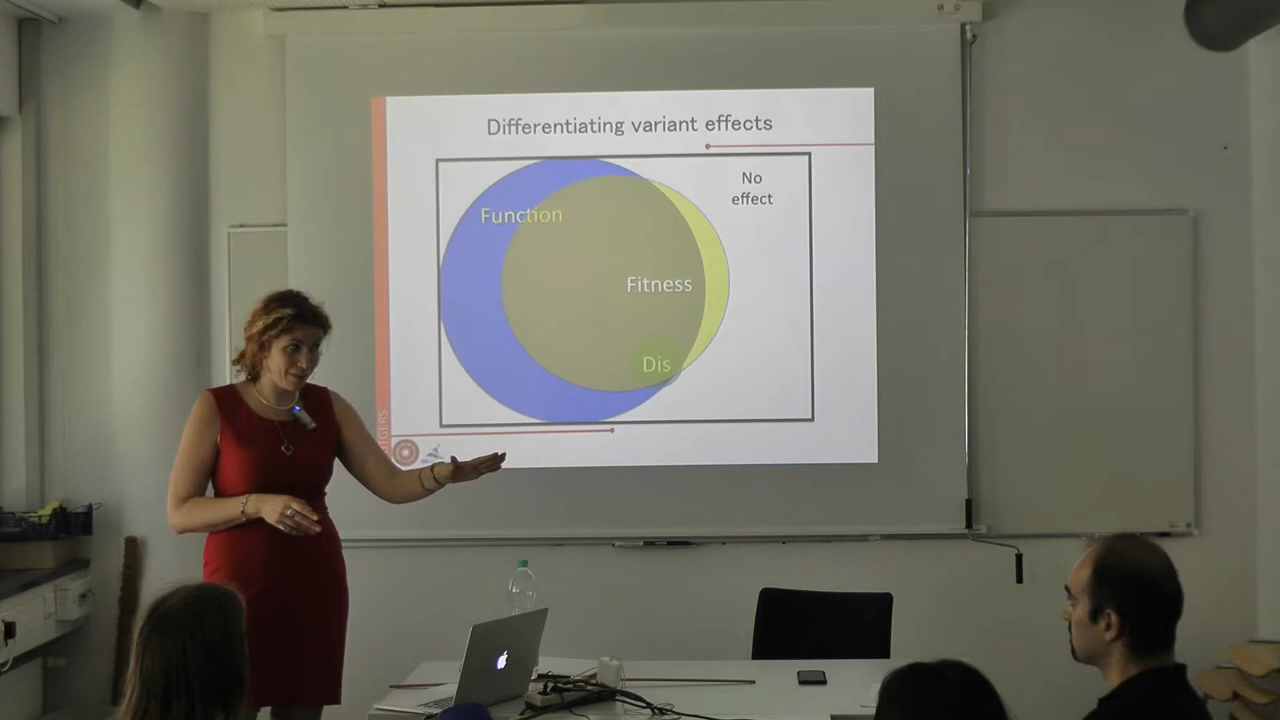 Differentiating variant effects
No
effect
Function
Fitness
Dis